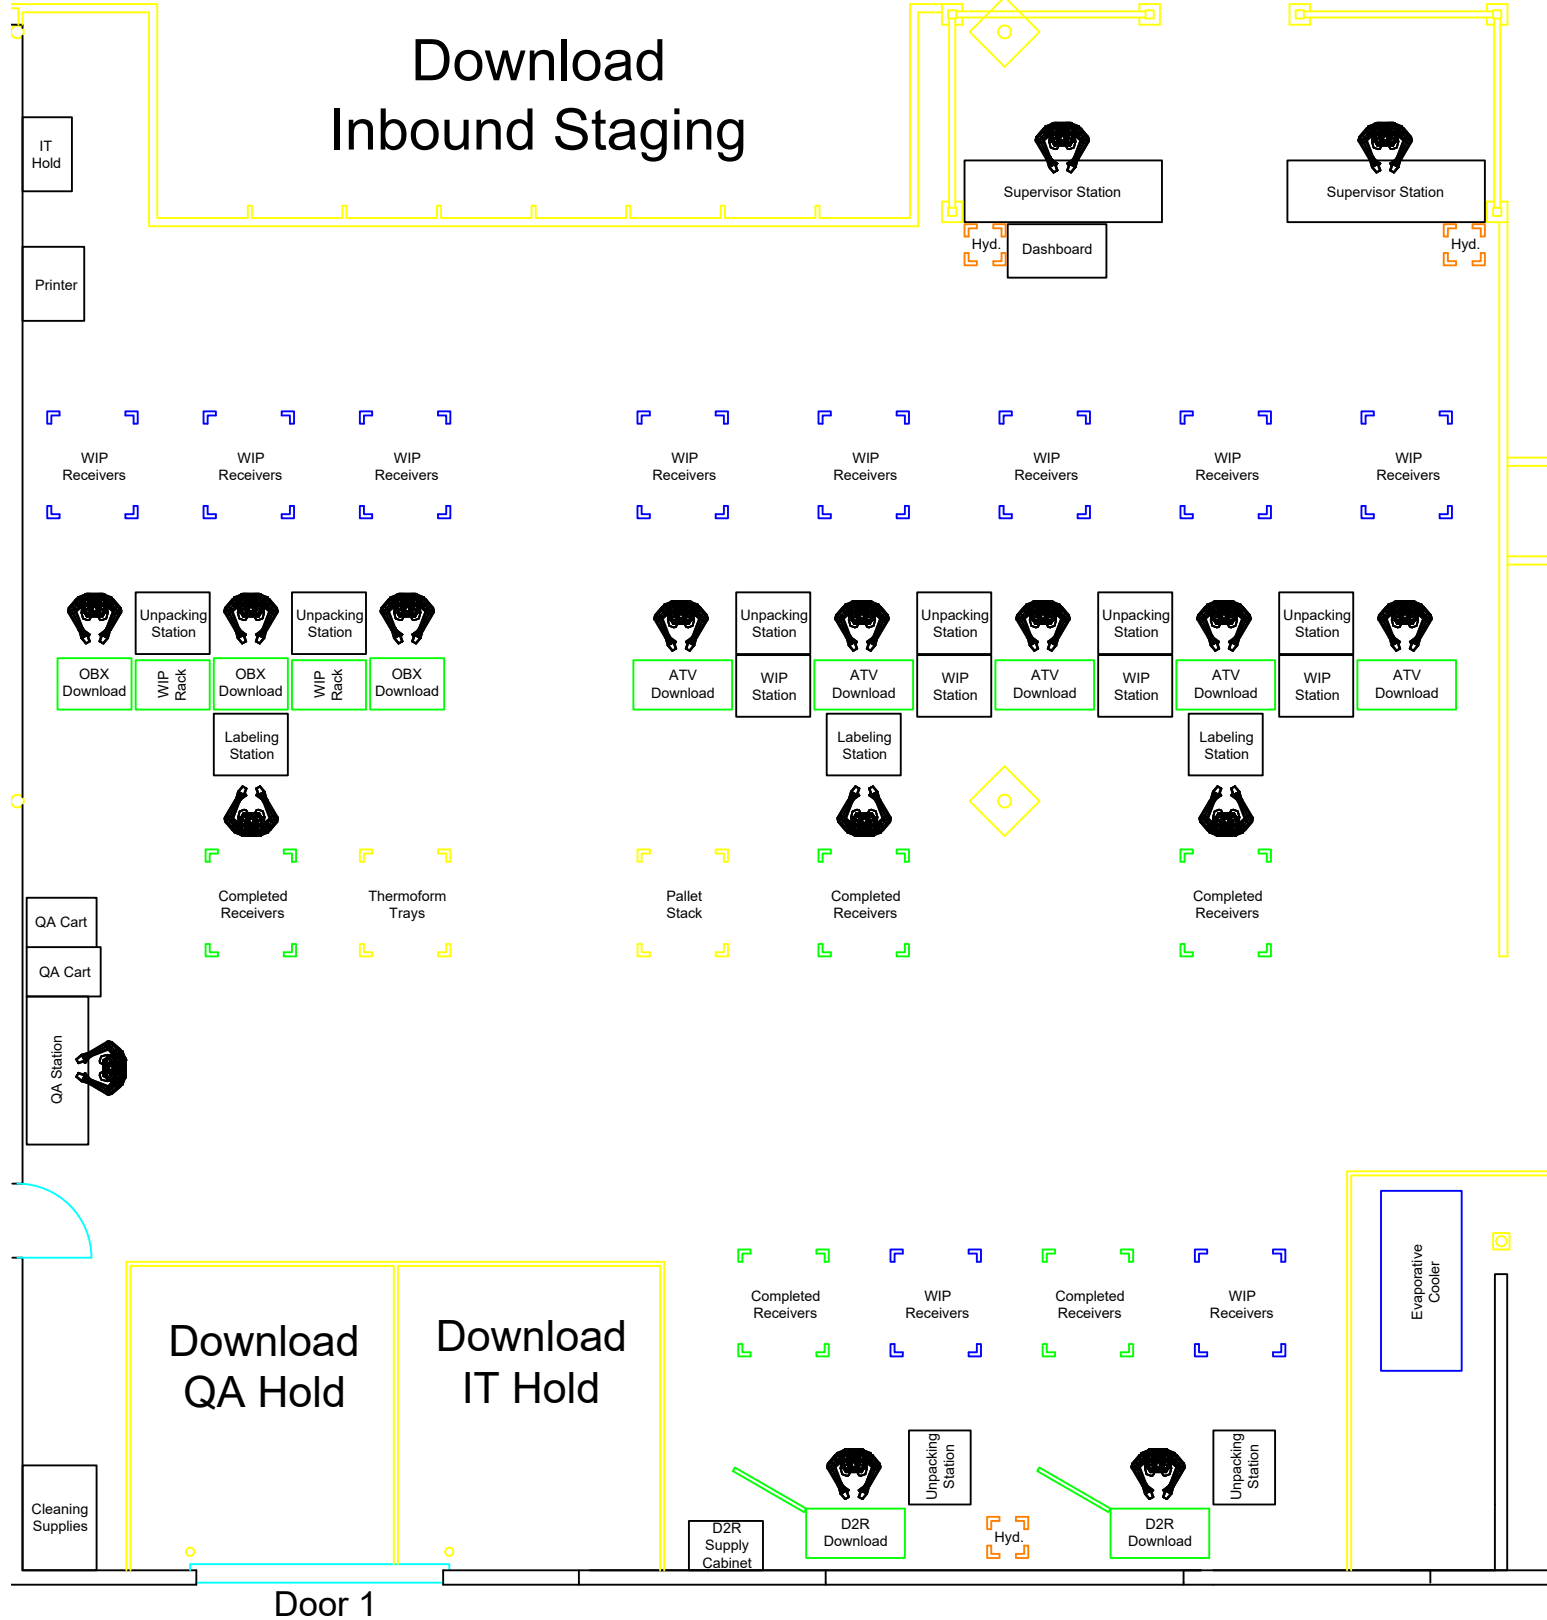 Download
Inbound Staging
IT
Hold
Supervisor Station
Supervisor Station
Hyd.
Dashboard
Hyd.
Printer
WIP
Receivers
WIP
Receivers
WIP
Receivers
WIP
Receivers
WIP
Receivers
WIP
Receivers
WIP
Receivers
WIP
Receivers
Unpacking
Station
Unpacking
Station
Unpacking
Station
Unpacking
Station
Unpacking
Station
Unpacking
Station
OBX
Download
WIP
Rack
OBX
Download
WIP
Rack
OBX
Download
ATV
Download
WIP
Station
ATV
Download
WIP
Station
ATV
Download
WIP
Station
ATV
Download
WIP
Station
ATV
Download
Labeling
Station
Labeling
Station
Labeling
Station
Completed
Receivers
Thermoform
Trays
Pallet
Stack
Completed
Receivers
Completed
Receivers
QA Cart
QA Cart
QA Station
Completed
Receivers
WIP
Receivers
Completed
Receivers
WIP
Receivers
Evaporative
Cooler
Download
QA Hold
Download
IT Hold
Unpacking
Station
Unpacking
Station
Cleaning
Supplies
D2R
Supply
Cabinet
D2R
Download
Hyd.
D2R
Download
Door 1